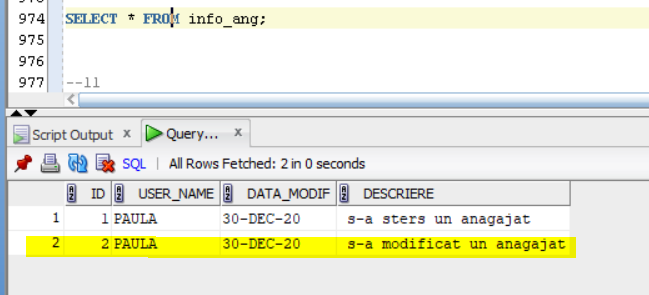 974 SELECT * FROM info_ang;
975
976
977 --11
Script Output x Query... x
SQL | All Rows Fetched: 2 in 0 seconds
ID USER_NAME DATA_MODIF DESCRIERE
1 1 PAULA 30-DEC-20 s-a sters un anagajat
2 2 PAULA 30-DEC-20 s-a modificat un anagajat